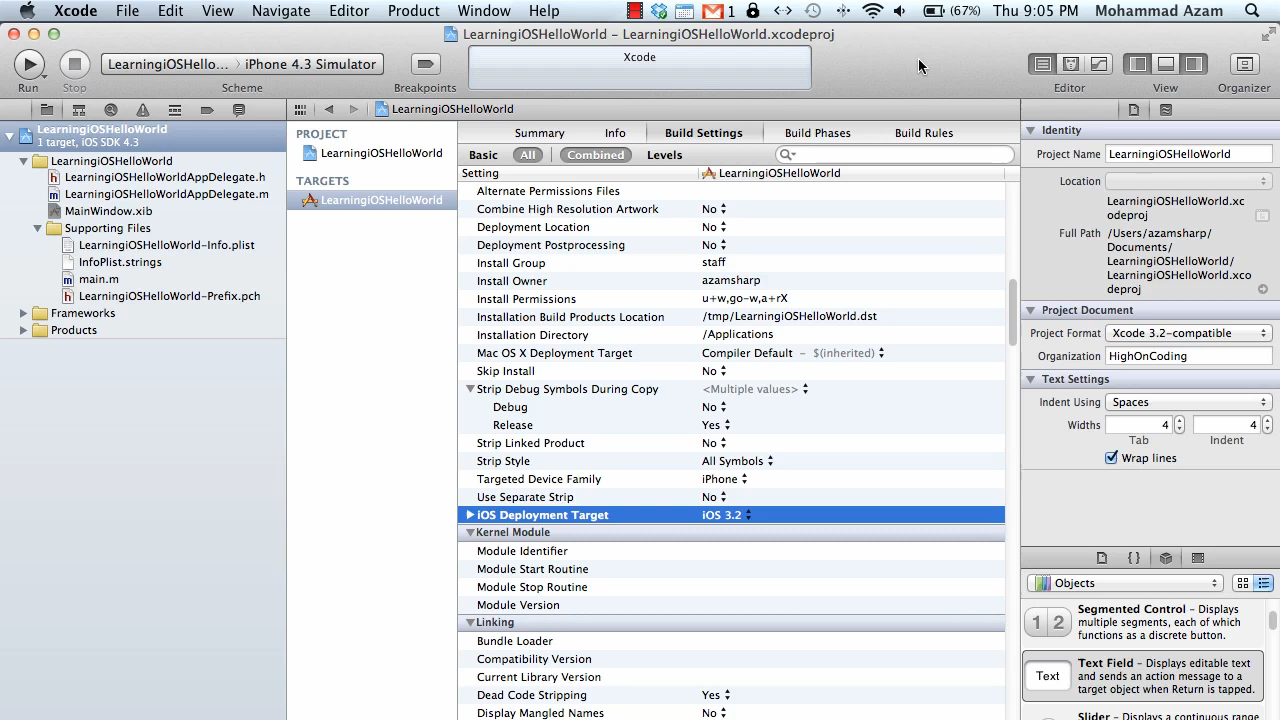 Xcode File Edit View Navigate Editor Product Window Help 1 (67%) Thu 9:05 PM Mohammad Azam
LearningiOSHelloWorld – LearningiOSHelloWorld.xcodeproj
LearningiOSHello... iPhone 4.3 Simulator
Xcode
Run Stop Scheme Breakpoints Editor View Organizer
LearningiOSHelloWorld
LearningiOSHelloWorld
1 target, iOS SDK 4.3
LearningiOSHelloWorld
LearningiOSHelloWorldAppDelegate.h
LearningiOSHelloWorldAppDelegate.m
MainWindow.xib
Supporting Files
LearningiOSHelloWorld-Info.plist
InfoPlist.strings
main.m
LearningiOSHelloWorld-Prefix.pch
Frameworks
Products
PROJECT
LearningiOSHelloWorld
TARGETS
LearningiOSHelloWorld
Summary Info Build Settings Build Phases Build Rules
Basic All Combined Levels
Setting LearningiOSHelloWorld
Alternate Permissions Files
Combine High Resolution Artwork No
Deployment Location No
Deployment Postprocessing No
Install Group staff
Install Owner azamsharp
Install Permissions u+w,go-w,a+rX
Installation Build Products Location /tmp/LearningiOSHelloWorld.dst
Installation Directory /Applications
Mac OS X Deployment Target Compiler Default – $(inherited)
Skip Install No
Strip Debug Symbols During Copy <Multiple values>
Debug No
Release Yes
Strip Linked Product No
Strip Style All Symbols
Targeted Device Family iPhone
Use Separate Strip No
iOS Deployment Target iOS 3.2
Kernel Module
Module Identifier
Module Start Routine
Module Stop Routine
Module Version
Linking
Bundle Loader
Compatibility Version
Current Library Version
Dead Code Stripping Yes
Display Mangled Names No
Identity
Project Name LearningiOSHelloWorld
Location
LearningiOSHelloWorld.xc
odeproj
Full Path /Users/azamsharp/
Documents/
LearningiOSHelloWorld/
LearningiOSHelloWorld.xco
deproj
Project Document
Project Format Xcode 3.2-compatible
Organization HighOnCoding
Text Settings
Indent Using Spaces
Widths 4 4
Tab Indent
Wrap lines
{}
Objects
1 2
Segmented Control – Displays
multiple segments, each of which
functions as a discrete button.
Text
Text Field – Displays editable text
and sends an action message to a
target object when Return is tapped.
Slider – Displays a continuous range